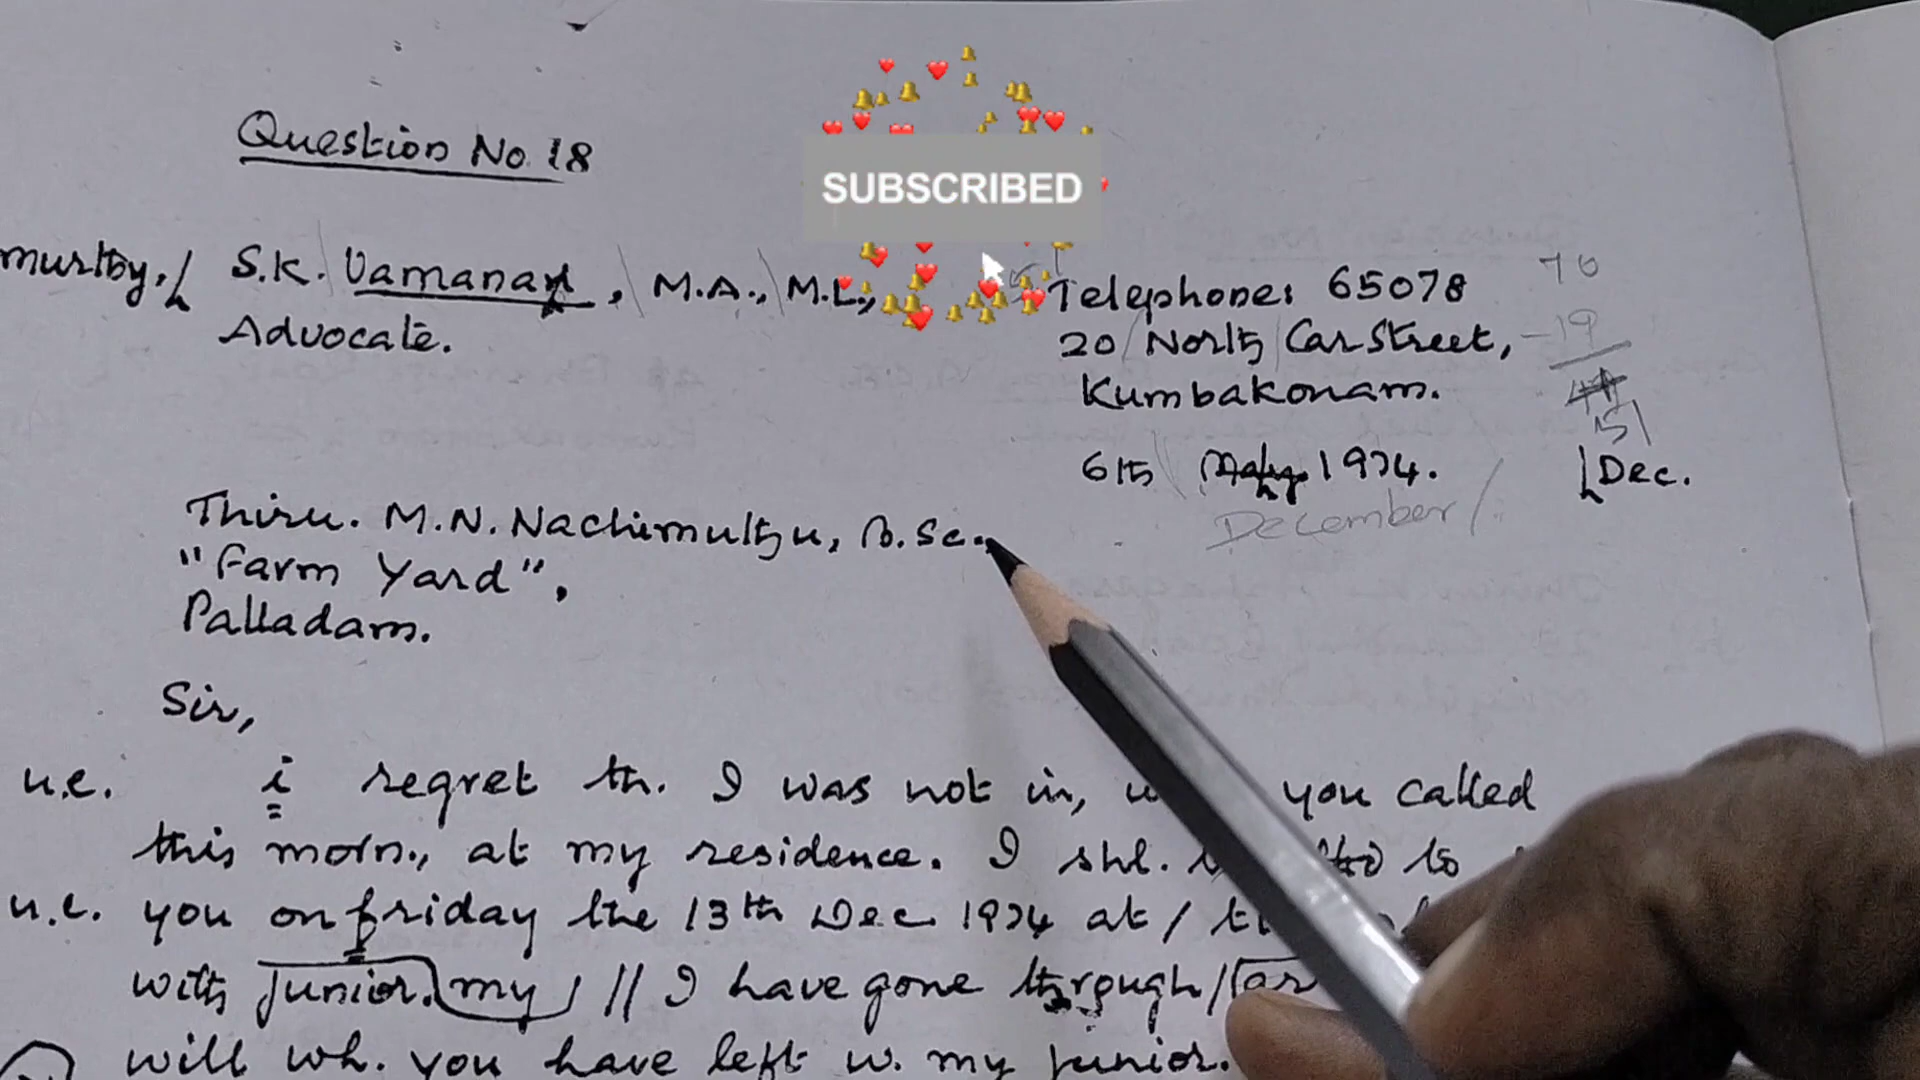 Question No. 18
SUBSCRIBED
murthy,/ S.K. Vamanan, M.A., M.L.,
Advocate.
Telephone: 65078
20 North Car Street,
Kumbakonam.
6th May 1974. Dec.
December/
70
-19
51
Thiru. M.N. Nachimuthu, B.Sc.,
"Farm Yard",
Palladam.
Sir,
u.c. i regret th. I was not in, you called
this morn., at my residence. I shl. to
u.c. you on friday the 13th Dec. 1974 at /
with junior. my / // I have gone through /
will wh. you have left w. my junior.